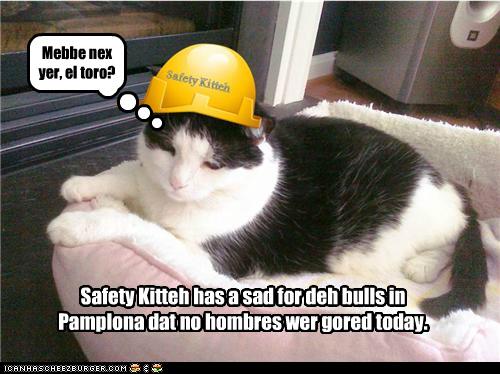 Mebbe nex
yer, el toro?
Safety Kitteh
Safety Kitteh has a sad for deh bulls in
Pamplona dat no hombres wer gored today.
ICANHASCHEEZBURGER.COM